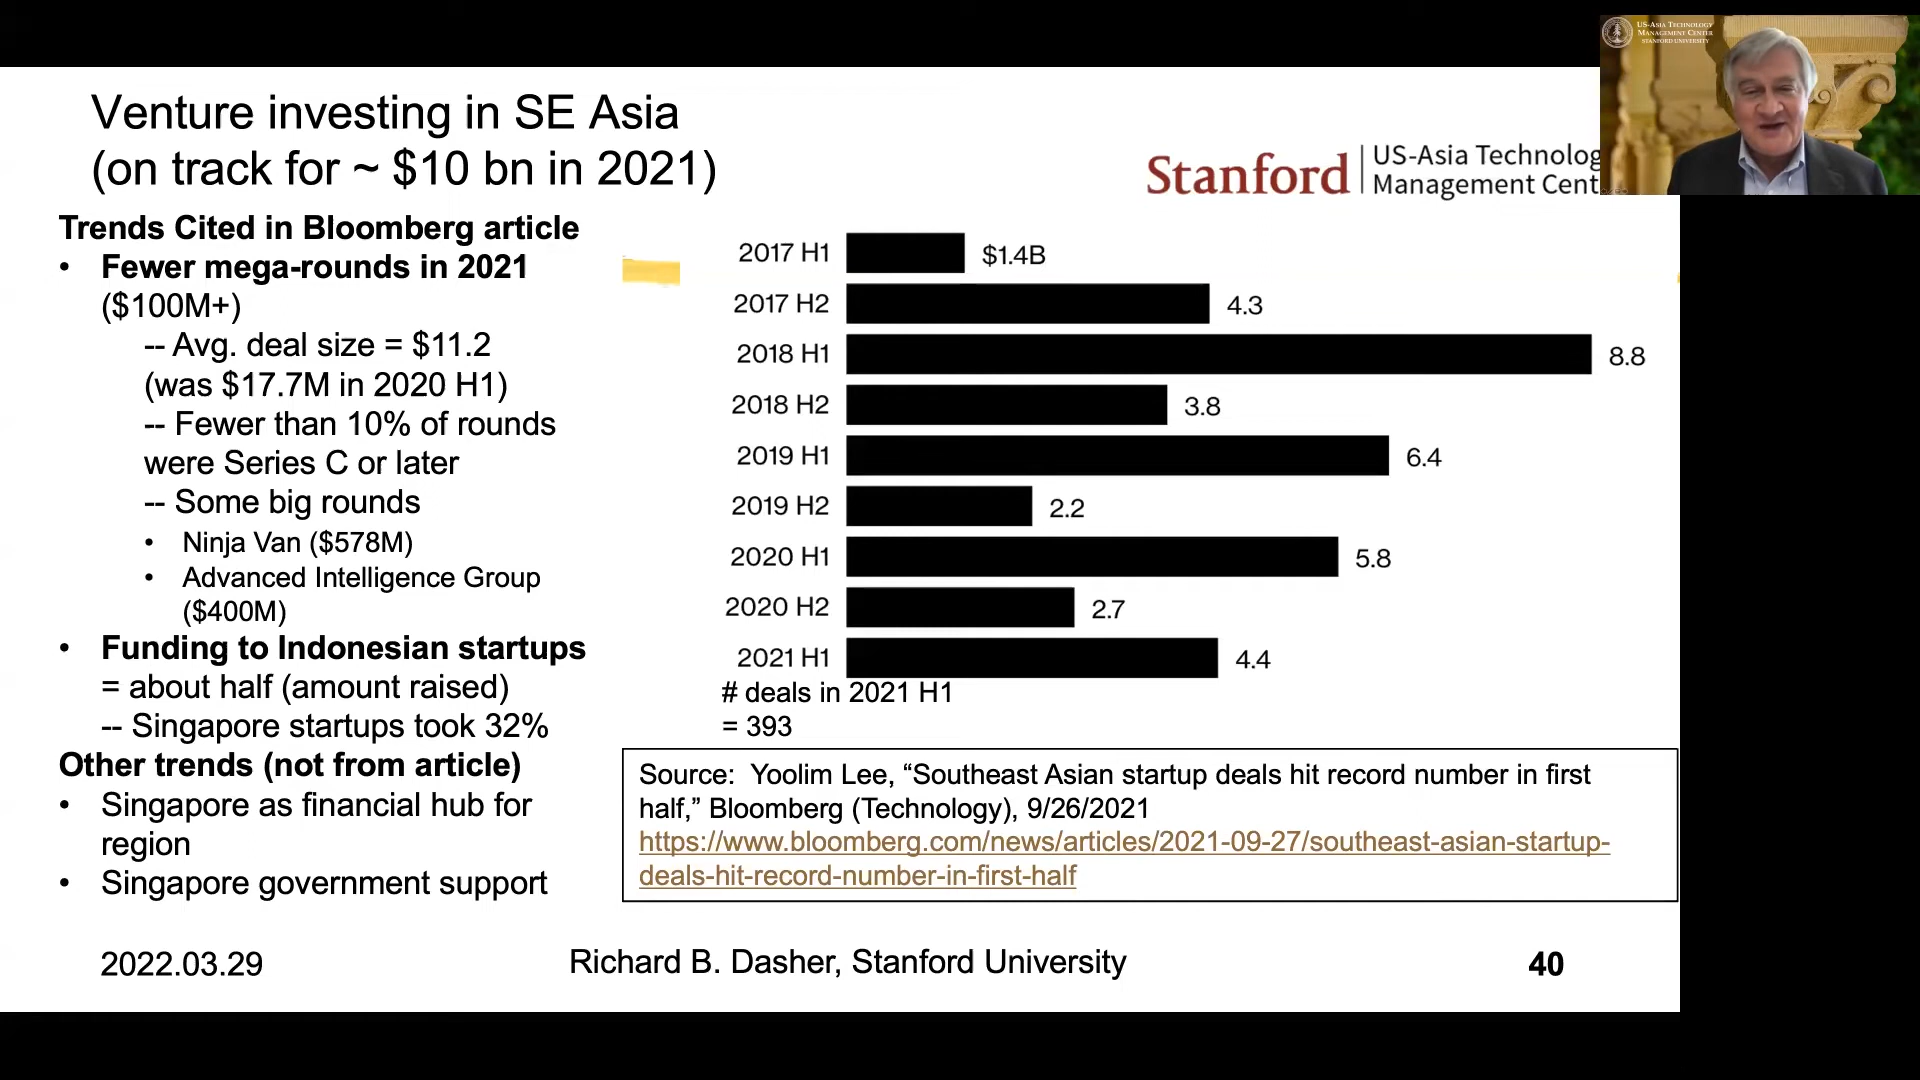 US-ASIA TECHNOLOGY
MANAGEMENT CENTER
STANFORD UNIVERSITY
Venture investing in SE Asia
(on track for ~ $10 bn in 2021)
Stanford
US-Asia Technolog
Management Cent
Trends Cited in Bloomberg article
• Fewer mega-rounds in 2021
($100M+)
-- Avg. deal size = $11.2
(was $17.7M in 2020 H1)
-- Fewer than 10% of rounds
were Series C or later
-- Some big rounds
• Ninja Van ($578M)
• Advanced Intelligence Group
($400M)
• Funding to Indonesian startups
= about half (amount raised)
-- Singapore startups took 32%
Other trends (not from article)
• Singapore as financial hub for
region
• Singapore government support
2017 H1 $1.4B
2017 H2 4.3
2018 H1 8.8
2018 H2 3.8
2019 H1 6.4
2019 H2 2.2
2020 H1 5.8
2020 H2 2.7
2021 H1 4.4
# deals in 2021 H1
= 393
Source:  Yoolim Lee, “Southeast Asian startup deals hit record number in first
half,” Bloomberg (Technology), 9/26/2021
https://www.bloomberg.com/news/articles/2021-09-27/southeast-asian-startup-
deals-hit-record-number-in-first-half
2022.03.29
Richard B. Dasher, Stanford University
40